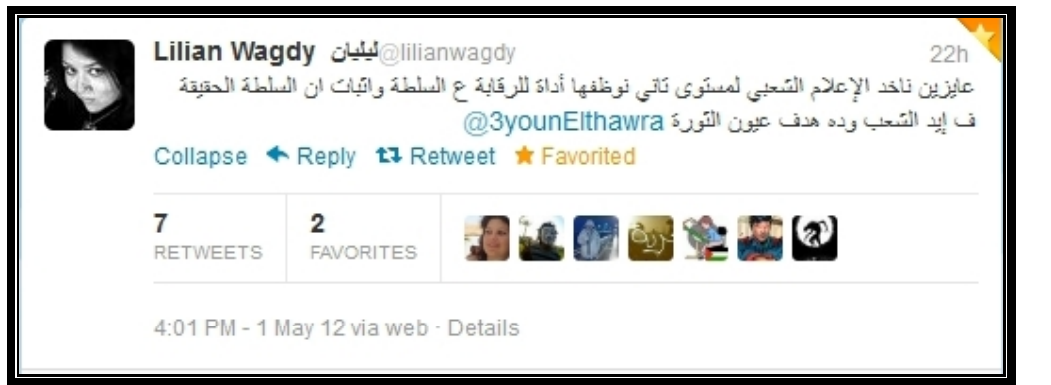 Lilian Wagdy ليليان @lilianwagdy 22h
عايزين ناخد الإعلام الشعبي لمستوى تاني نوظفها أداة للرقابة ع السلطة واثبات ان السلطة الحقيقة
ف إيد الشعب وده هدف عيون الثورة @3younElthawra
Collapse Reply Retweet Favorited
7 2
RETWEETS FAVORITES
4:01 PM - 1 May 12 via web · Details